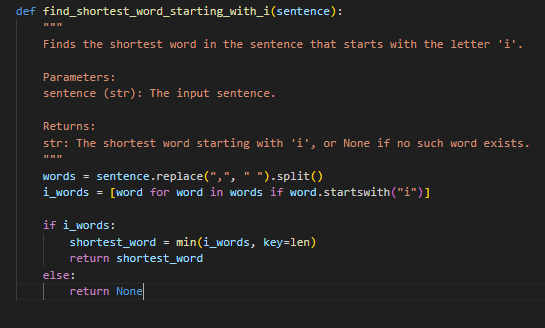 def find_shortest_word_starting_with_i(sentence):
    """
    Finds the shortest word in the sentence that starts with the letter 'i'.

    Parameters:
    sentence (str): The input sentence.

    Returns:
    str: The shortest word starting with 'i', or None if no such word exists.
    """
    words = sentence.replace(",", " ").split()
    i_words = [word for word in words if word.startswith("i")]

    if i_words:
        shortest_word = min(i_words, key=len)
        return shortest_word
    else:
        return None